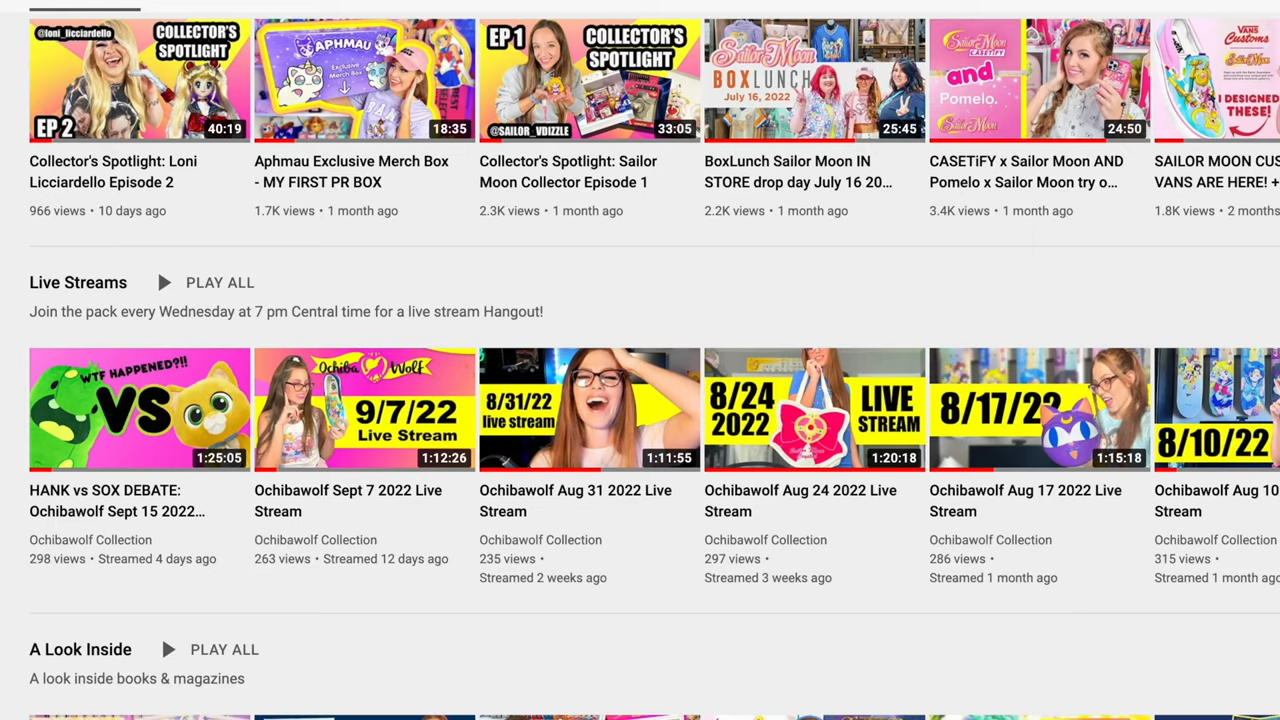 @loni_licciardello
COLLECTOR'S
SPOTLIGHT
EP 2
40:19
APHMAU
Exclusive
Merch Box
18:35
EP 1
COLLECTOR'S
SPOTLIGHT
@SAILOR_VDIZZLE
33:05
Sailor Moon
BOXLUNCH
July 16, 2022
25:45
Sailor Moon
CASETiFY
and
Pomelo.
Sailor Moon
24:50
VANS
Customs
Sailor Moon
I DESIGNED
THESE!
Collector's Spotlight: Loni
Licciardello Episode 2
966 views • 10 days ago
Aphmau Exclusive Merch Box
- MY FIRST PR BOX
1.7K views • 1 month ago
Collector's Spotlight: Sailor
Moon Collector Episode 1
2.3K views • 1 month ago
BoxLunch Sailor Moon IN
STORE drop day July 16 20...
2.2K views • 1 month ago
CASETiFY x Sailor Moon AND
Pomelo x Sailor Moon try o...
3.4K views • 1 month ago
SAILOR MOON CUS
VANS ARE HERE! +
1.8K views • 2 months
Live Streams
PLAY ALL
Join the pack every Wednesday at 7 pm Central time for a live stream Hangout!
WTF HAPPENED?!!
VS
1:25:05
Ochiba Wolf
9/7/22
Live Stream
1:12:26
8/31/22
live stream
1:11:55
8/24
2022
LIVE
STREAM
1:20:18
8/17/22
1:15:18
8/10/22
HANK vs SOX DEBATE:
Ochibawolf Sept 15 2022...
Ochibawolf Collection
298 views • Streamed 4 days ago
Ochibawolf Sept 7 2022 Live
Stream
Ochibawolf Collection
263 views • Streamed 12 days ago
Ochibawolf Aug 31 2022 Live
Stream
Ochibawolf Collection
235 views •
Streamed 2 weeks ago
Ochibawolf Aug 24 2022 Live
Stream
Ochibawolf Collection
297 views •
Streamed 3 weeks ago
Ochibawolf Aug 17 2022 Live
Stream
Ochibawolf Collection
286 views •
Streamed 1 month ago
Ochibawolf Aug 10
Stream
Ochibawolf Collection
315 views •
Streamed 1 month ago
A Look Inside
PLAY ALL
A look inside books & magazines